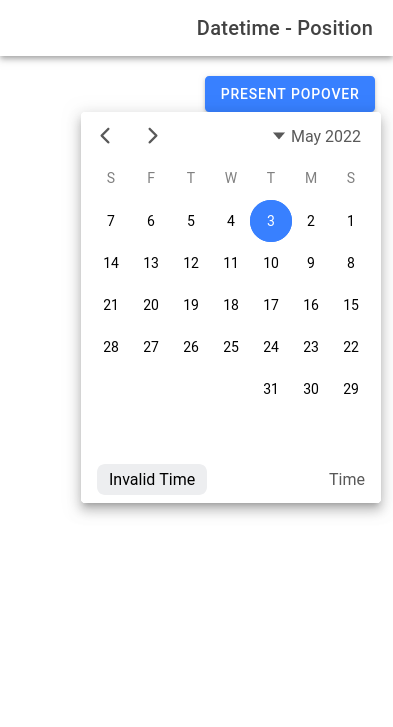 Datetime - Position
PRESENT POPOVER
May 2022
S F T W T M S
7 6 5 4 3 2 1
14 13 12 11 10 9 8
21 20 19 18 17 16 15
28 27 26 25 24 23 22
31 30 29
Invalid Time Time